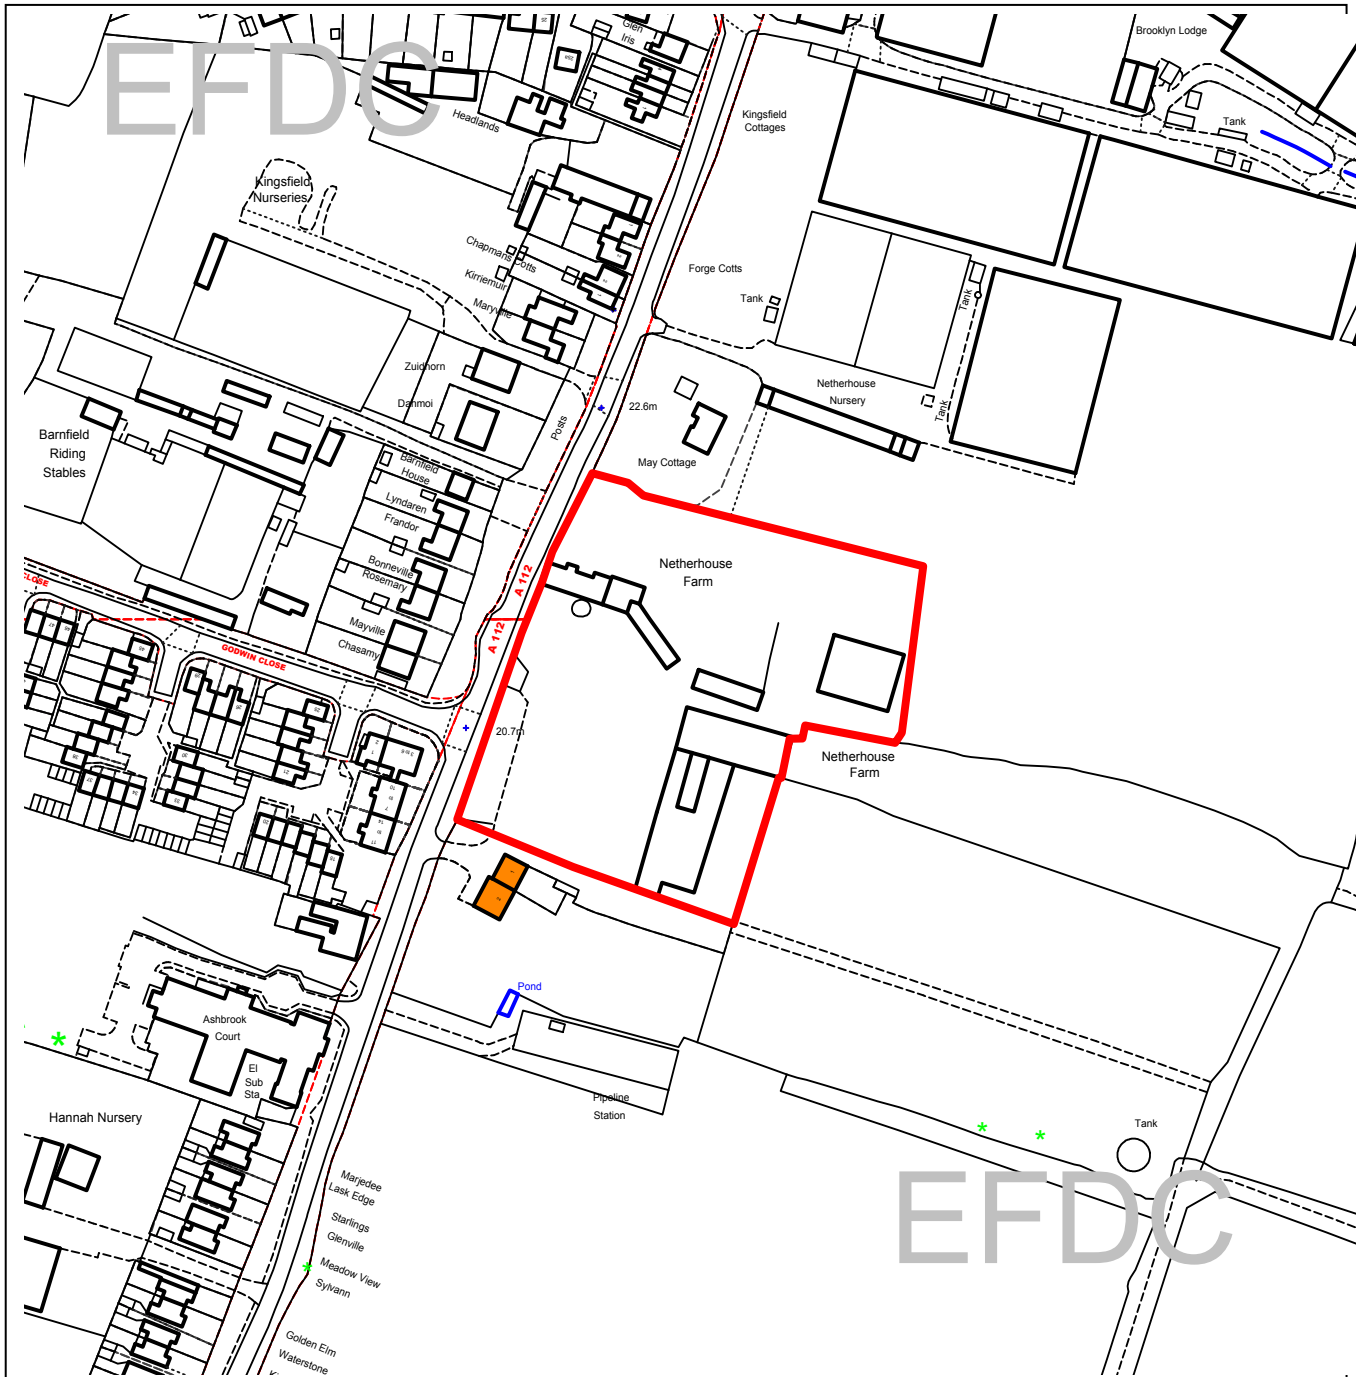 EFDC
Glen
Iris
Brooklyn Lodge
Headlands
Kingsfield
Cottages
Tank
Kingsfield
Nurseries
Chapmans Cotts
Kirriemuir
Maryville
Forge Cotts
Tank
Tank
Zuidhorn
Danmoi
Netherhouse
Nursery
Tank
22.6m
Posts
Barnfield
Riding
Stables
May Cottage
Barnfield
House
Lyndaren
Frandor
Bonneville
Rosemary
Mayville
Chasamy
A 112
A 112
Netherhouse
Farm
CLOSE
GODWIN CLOSE
20.7m
Netherhouse
Farm
Pond
Ashbrook
Court
El
Sub
Sta
Pipeline
Station
Hannah Nursery
Tank
EFDC
Marjedee
Lask Edge
Starlings
Glenville
Meadow View
Sylvann
Golden Elm
Waterstone